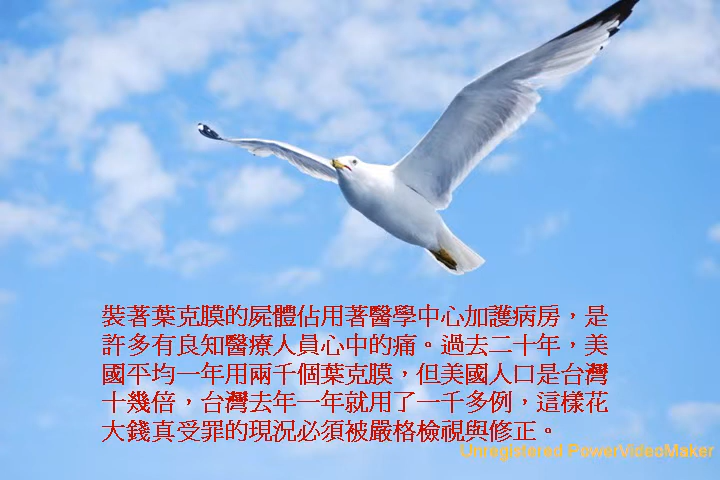 裝著葉克膜的屍體佔用著醫學中心加護病房，是
許多有良知醫療人員心中的痛。過去二十年，美
國平均一年用兩千個葉克膜，但美國人口是台灣
十幾倍，台灣去年一年就用了一千多例，這樣花
大錢真受罪的現況必須被嚴格檢視與修正。
Unregistered PowerVideoMaker